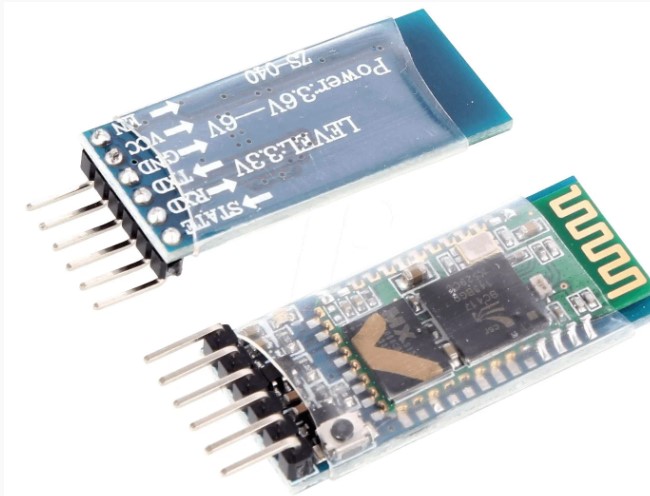 ZS-040
Power:3.6V—6V
LEVEL:3.3V
EN
VCC
GND
TXD
RXD
STATE